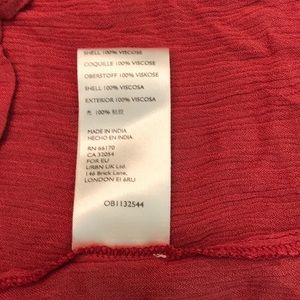 SHELL 100% VISCOSE
COQUILLE 100% VISCOSE
OBERSTOFF 100% VISKOSE
SHELL 100% VISCOSA
EXTERIOR 100% VISCOSA
100%
MADE IN INDIA
HECHO EN INDIA
RN 66170
CA 32054
FOR EU
URBN UK Ltd.
146 Brick Lane,
LONDON E1 6RU
OB1132544